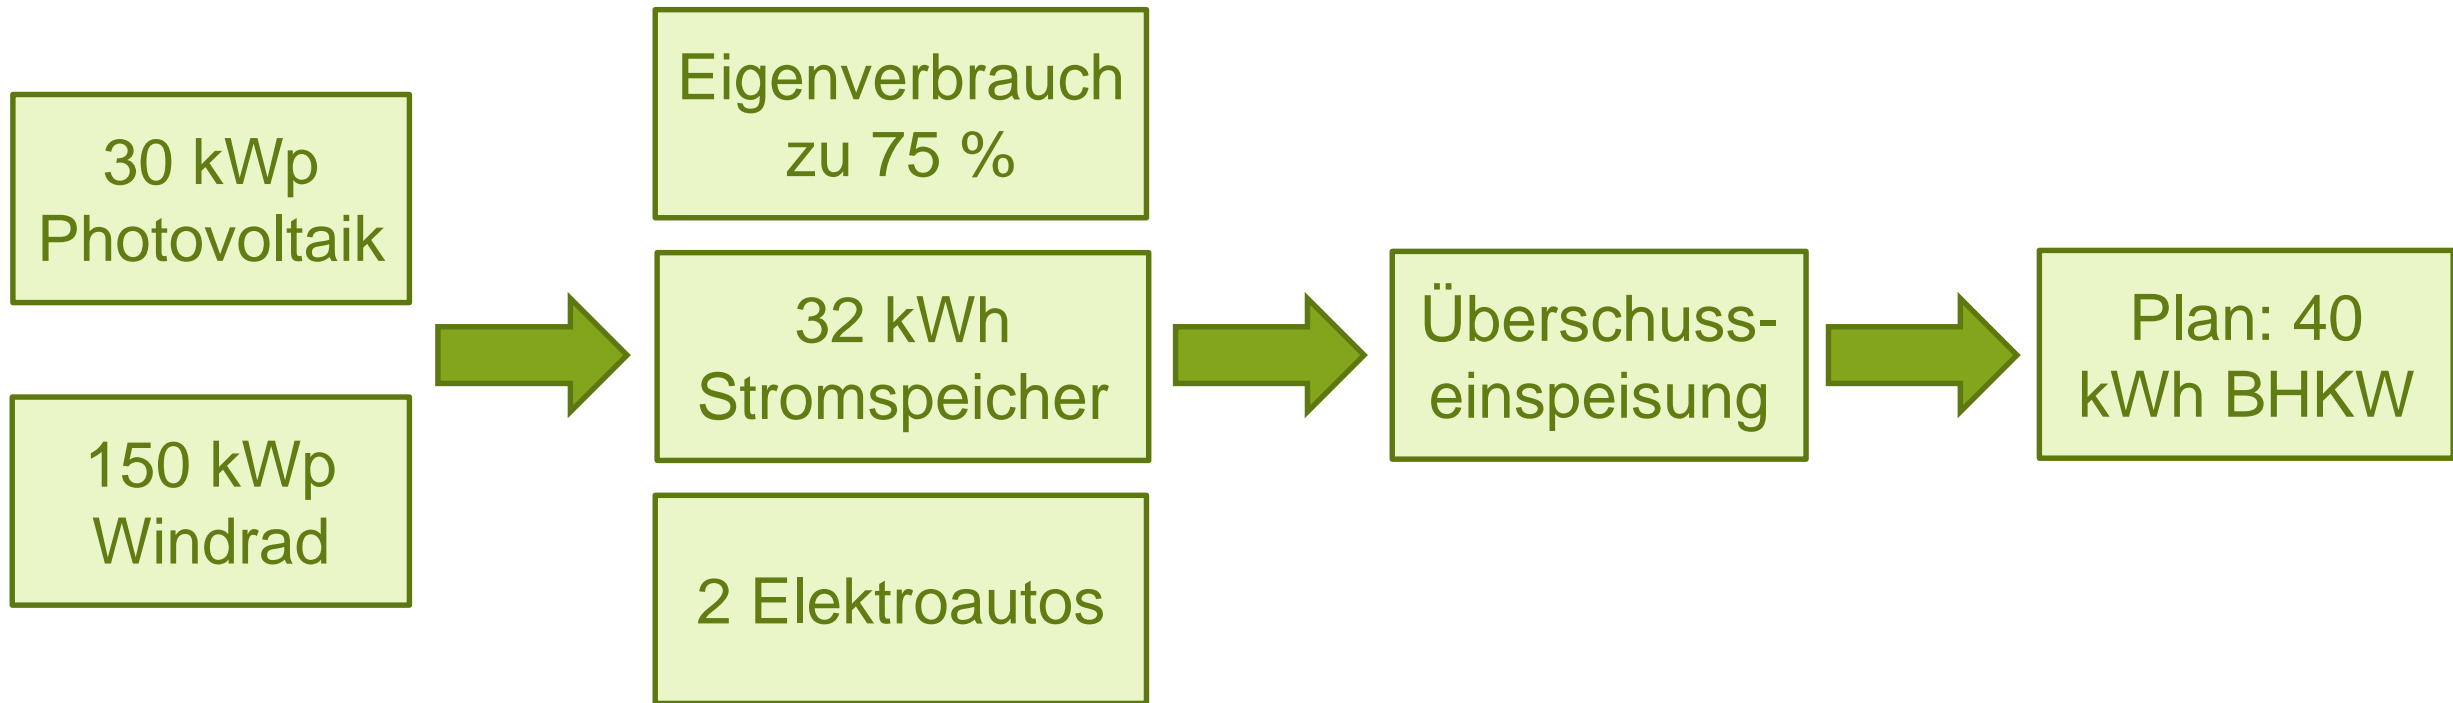 30 kWp
Photovoltaik
150 kWp
Windrad
Eigenverbrauch
zu 75 %
32 kWh
Stromspeicher
2 Elektroautos
Überschuss-
einspeisung
Plan: 40
kWh BHKW